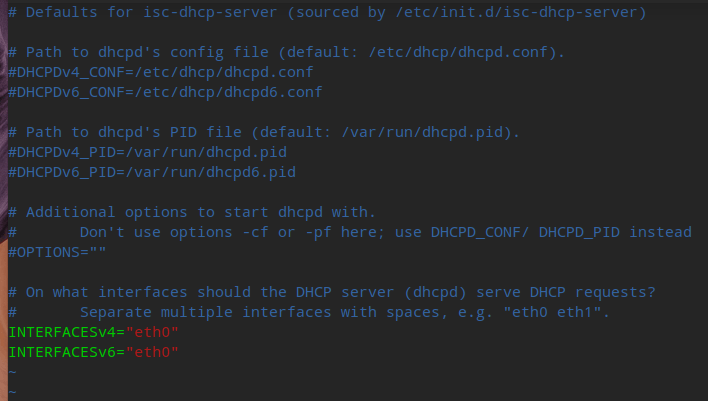 # Defaults for isc-dhcp-server (sourced by /etc/init.d/isc-dhcp-server)
# Path to dhcpd's config file (default: /etc/dhcp/dhcpd.conf).
#DHCPDv4_CONF=/etc/dhcp/dhcpd.conf
#DHCPDv6_CONF=/etc/dhcp/dhcpd6.conf
# Path to dhcpd's PID file (default: /var/run/dhcpd.pid).
#DHCPDv4_PID=/var/run/dhcpd.pid
#DHCPDv6_PID=/var/run/dhcpd6.pid
# Additional options to start dhcpd with.
#       Don't use options -cf or -pf here; use DHCPD_CONF/ DHCPD_PID instead
#OPTIONS=""
# On what interfaces should the DHCP server (dhcpd) serve DHCP requests?
#       Separate multiple interfaces with spaces, e.g. "eth0 eth1".
INTERFACESv4="eth0"
INTERFACESv6="eth0"
~
~